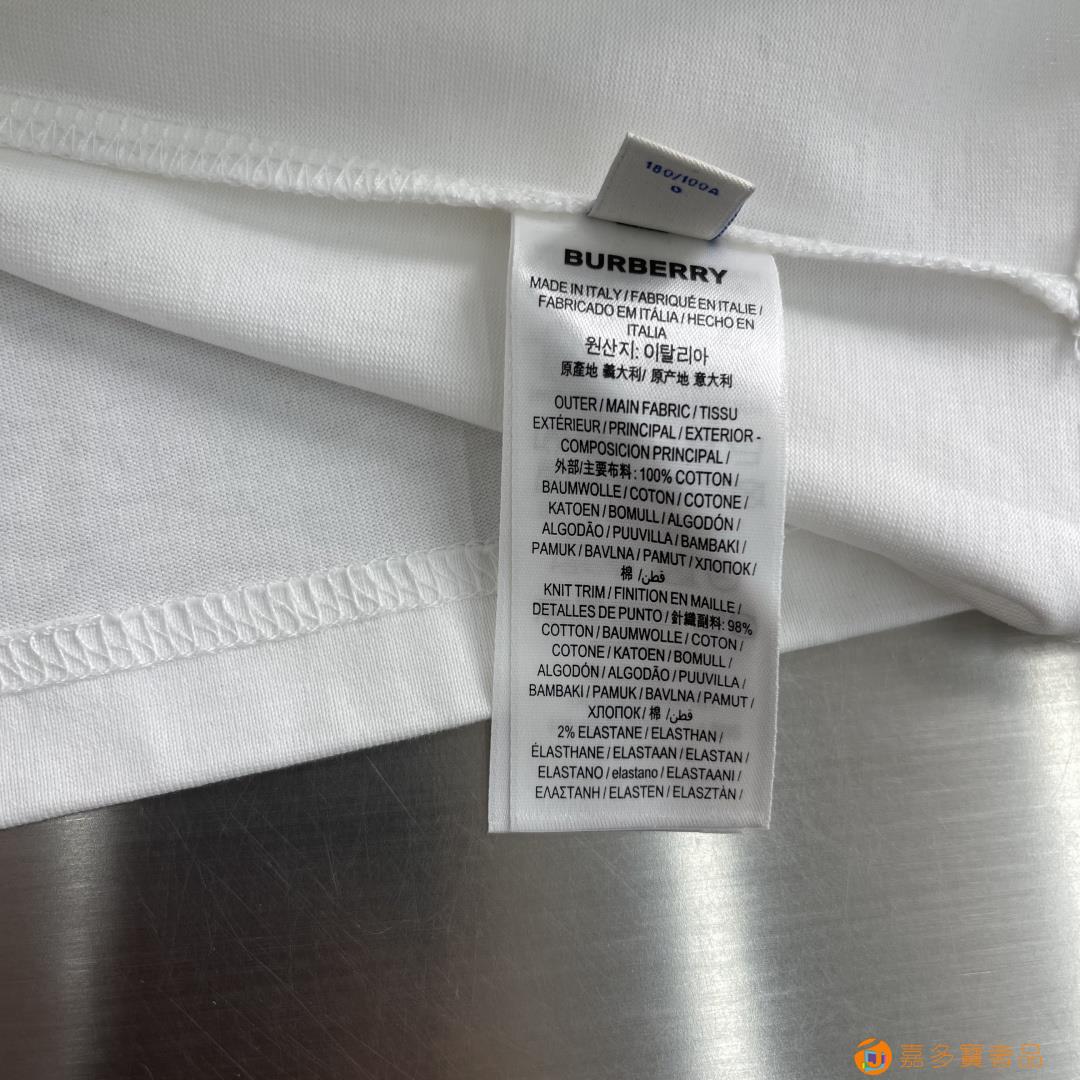 180/100A
BURBERRY
MADE IN ITALY / FABRIQUÉ EN ITALIE /
FABRICADO EM ITÁLIA / HECHO EN
ITALIA
원산지: 이탈리아
原產地 義大利/ 原产地 意大利
OUTER / MAIN FABRIC / TISSU
EXTÉRIEUR / PRINCIPAL / EXTERIOR -
COMPOSICION PRINCIPAL /
外部/主要布料: 100% COTTON /
BAUMWOLLE / COTON / COTONE /
KATOEN / BOMULL / ALGODÓN /
ALGODÃO / PUUVILLA / BAMBAKI /
PAMUK / BAVLNA / PAMUT / ХЛОПОК /
棉 /قطن
KNIT TRIM / FINITION EN MAILLE /
DETALLES DE PUNTO / 針織副料: 98%
COTTON / BAUMWOLLE / COTON /
COTONE / KATOEN / BOMULL /
ALGODÓN / ALGODÃO / PUUVILLA /
BAMBAKI / PAMUK / BAVLNA / PAMUT /
ХЛОПОК / 棉 /قطن
2% ELASTANE / ELASTHAN /
ÉLASTHANE / ELASTAAN / ELASTAN /
ELASTANO / elastano / ELASTAANI /
ΕΛΑΣΤΑΝΗ / ELASTEN / ELASZTÀN /
嘉多寶奢品